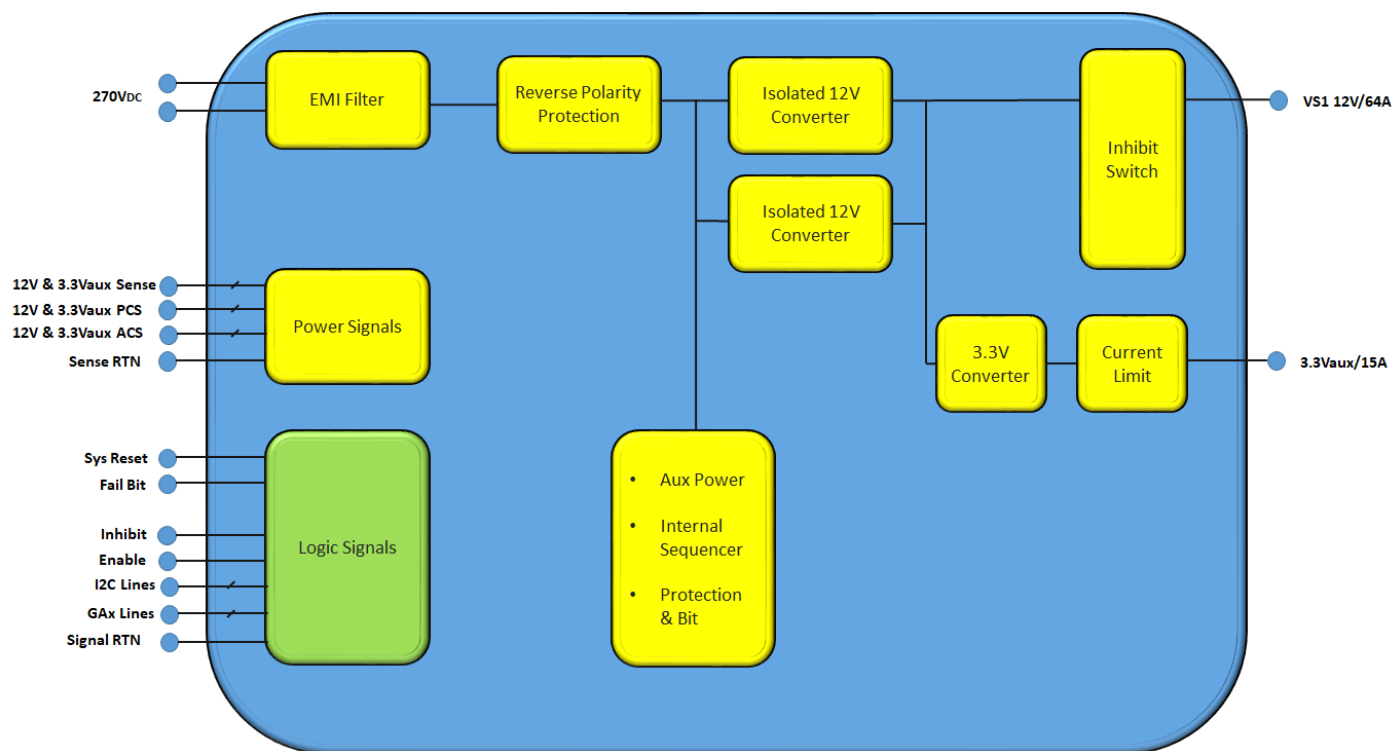 270VDC
EMI Filter
Reverse Polarity
Protection
Isolated 12V
Converter
Isolated 12V
Converter
Inhibit
Switch
VS1 12V/64A
12V & 3.3Vaux Sense
12V & 3.3Vaux PCS
12V & 3.3Vaux ACS
Sense RTN
Power Signals
3.3V
Converter
Current
Limit
3.3Vaux/15A
Sys Reset
Fail Bit
Inhibit
Enable
I2C Lines
GAx Lines
Signal RTN
Logic Signals
• Aux Power
• Internal
Sequencer
• Protection
& Bit